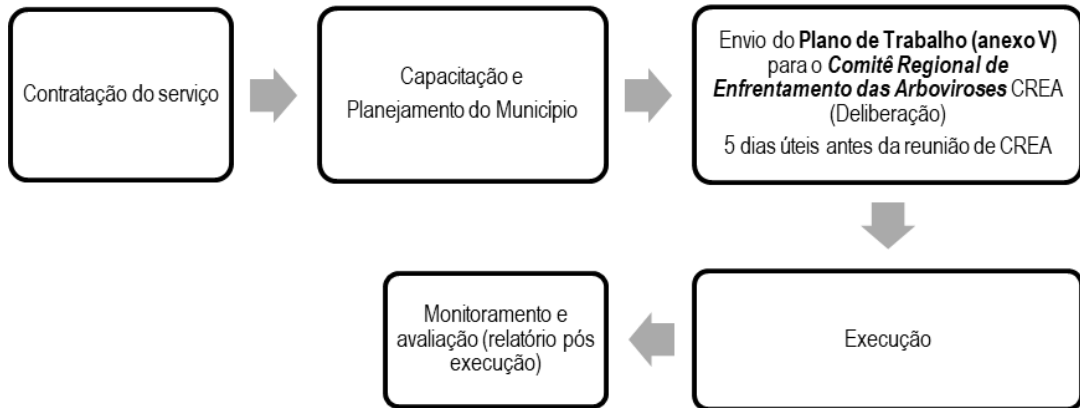 Contratação do serviço
Capacitação e
Planejamento do Município
Envio do Plano de Trabalho (anexo V)
para o Comitê Regional de
Enfrentamento das Arboviroses CREA
(Deliberação)
5 dias úteis antes da reunião de CREA
Execução
Monitoramento e
avaliação (relatório pós
execução)